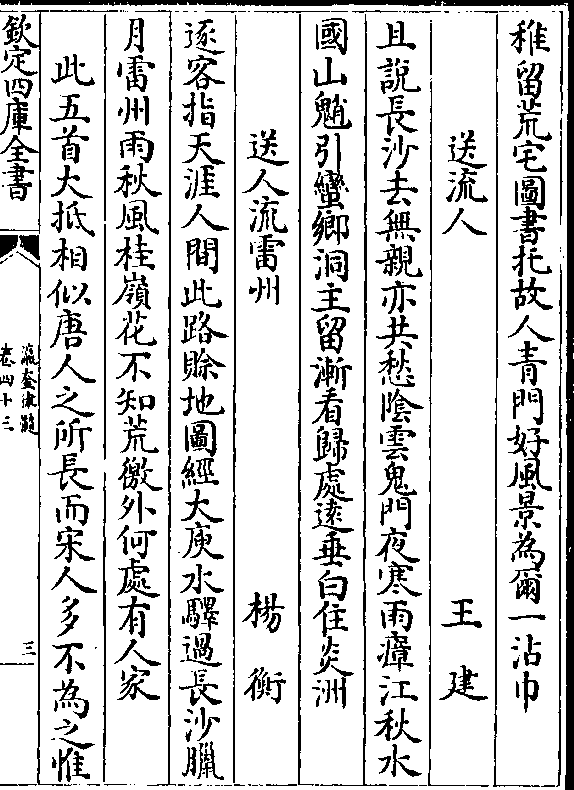 稚留荒宅圖書托故人青門好風景為爾一沾巾
送流人 王建
且說長沙去無親亦共愁陰雲鬼門夜寒雨瘴江秋水
國山魈引蠻鄉洞主留漸看歸處遠垂白住炎洲
送人流雷州 楊衡
逐客指天涯人間此路賒地圖經大庾水驛過長沙臘
月雷州雨秋風桂嶺花不知荒徼外何處有人家
此五首大抵相似唐人之所長而宋人多不為之惟
欽定四庫全書
瀛奎律髓
卷四十三
三